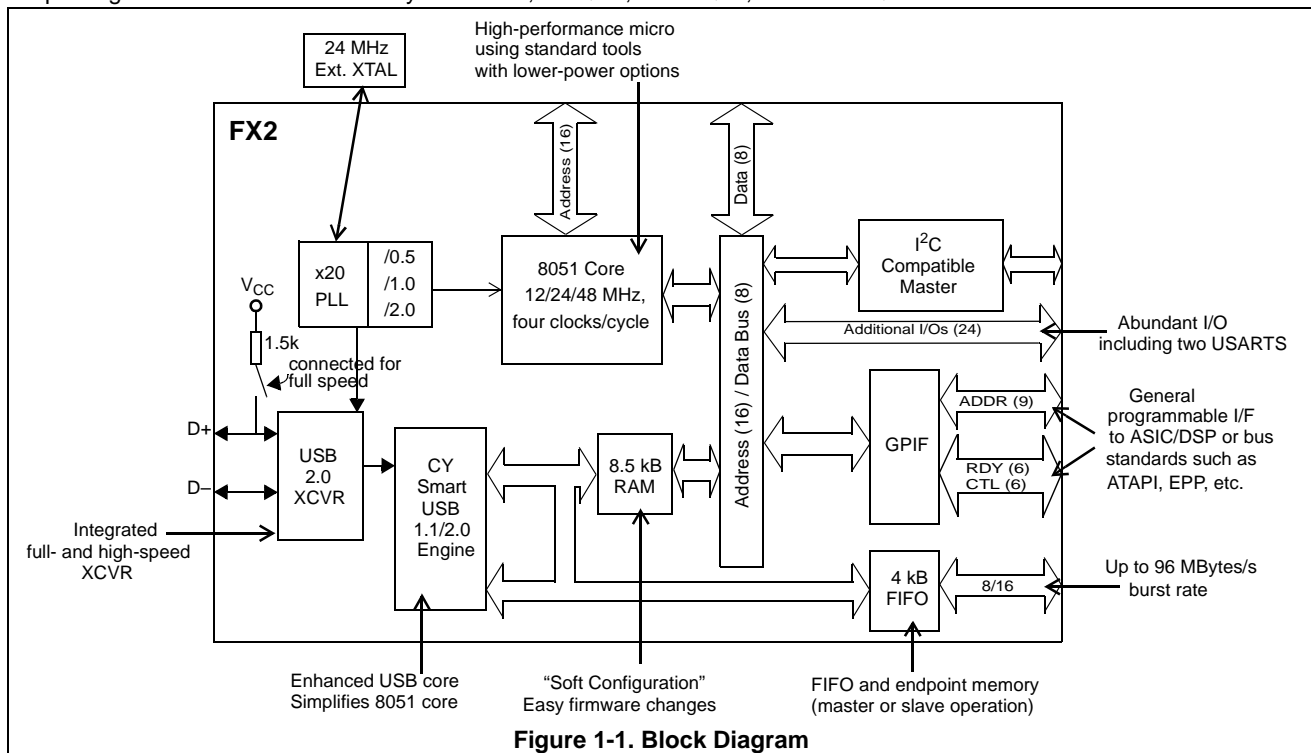 High-performance micro
using standard tools
with lower-power options
24 MHz
Ext. XTAL
FX2
Address (16)
Data (8)
x20
PLL
/0.5
/1.0
/2.0
8051 Core
12/24/48 MHz,
four clocks/cycle
I2C
Compatible
Master
VCC
1.5k
connected for
full speed
Address (16) / Data Bus (8)
Additional I/Os (24)
Abundant I/O
including two USARTS
D+
D–
USB
2.0
XCVR
CY
Smart
USB
1.1/2.0
Engine
8.5 kB
RAM
GPIF
ADDR (9)
RDY (6)
CTL (6)
General
programmable I/F
to ASIC/DSP or bus
standards such as
ATAPI, EPP, etc.
Integrated
full- and high-speed
XCVR
4 kB
FIFO
8/16
Up to 96 MBytes/s
burst rate
Enhanced USB core
Simplifies 8051 core
“Soft Configuration”
Easy firmware changes
FIFO and endpoint memory
(master or slave operation)
Figure 1-1. Block Diagram